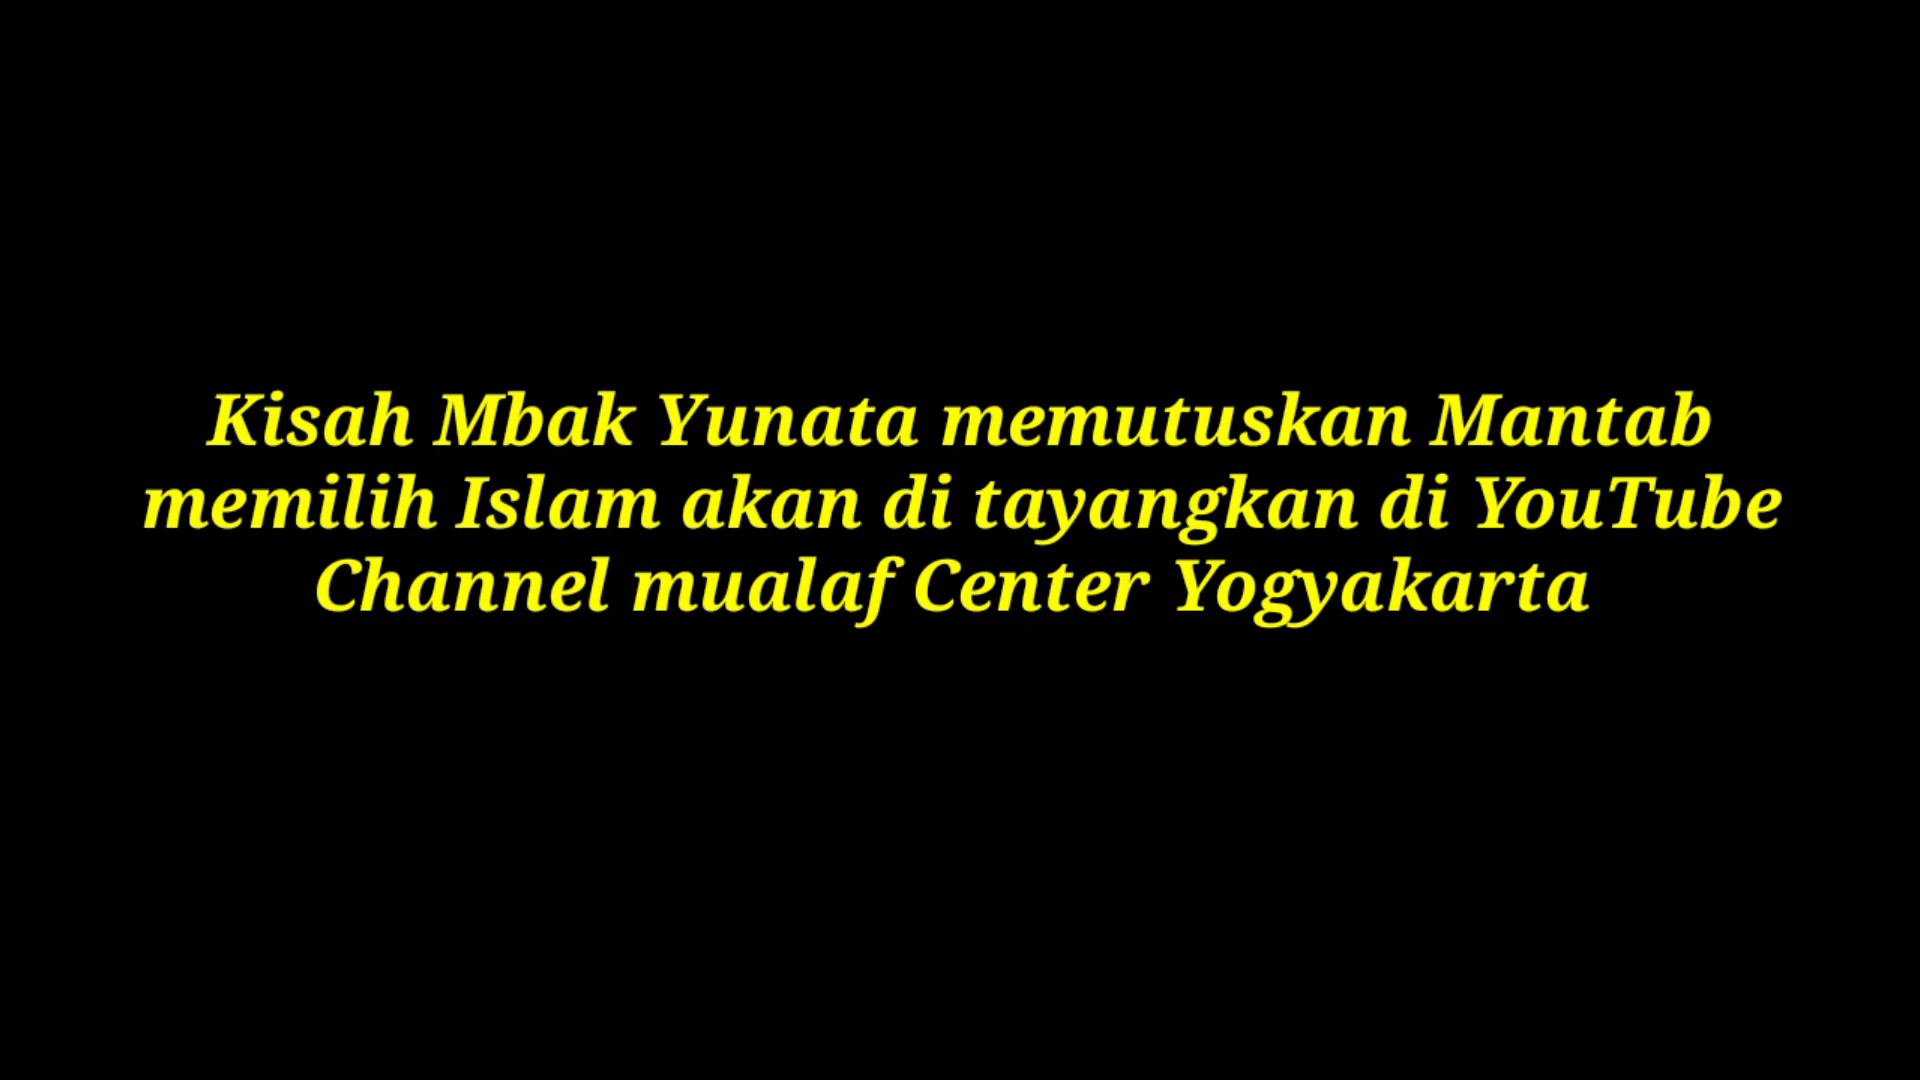 Kisah Mbak Yunata memutuskan Mantab
memilih Islam akan di tayangkan di YouTube
Channel mualaf Center Yogyakarta